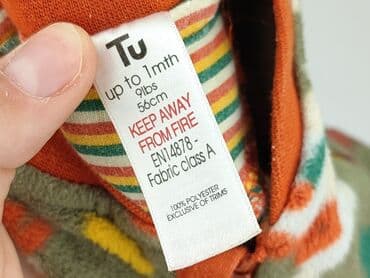 Tu
up to 1mth
9lbs
56cm
KEEP AWAY
FROM FIRE
EN14878 -
Fabric class A
100% POLYESTER
EXCLUSIVE OF TRIMS